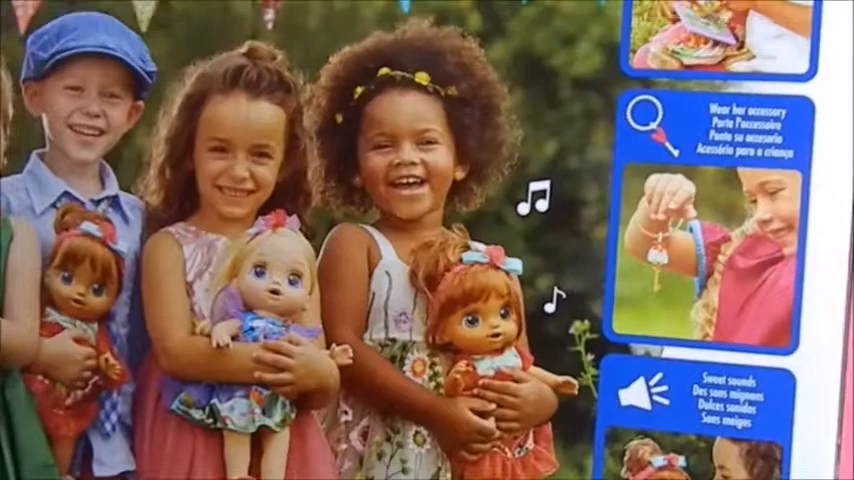 Wear her accessory
Porte l'accessoire
Ponta su accesorio
Acessório para a criança
Sweet sounds
Des sons mignons
Dulces sonidos
Sons meigos